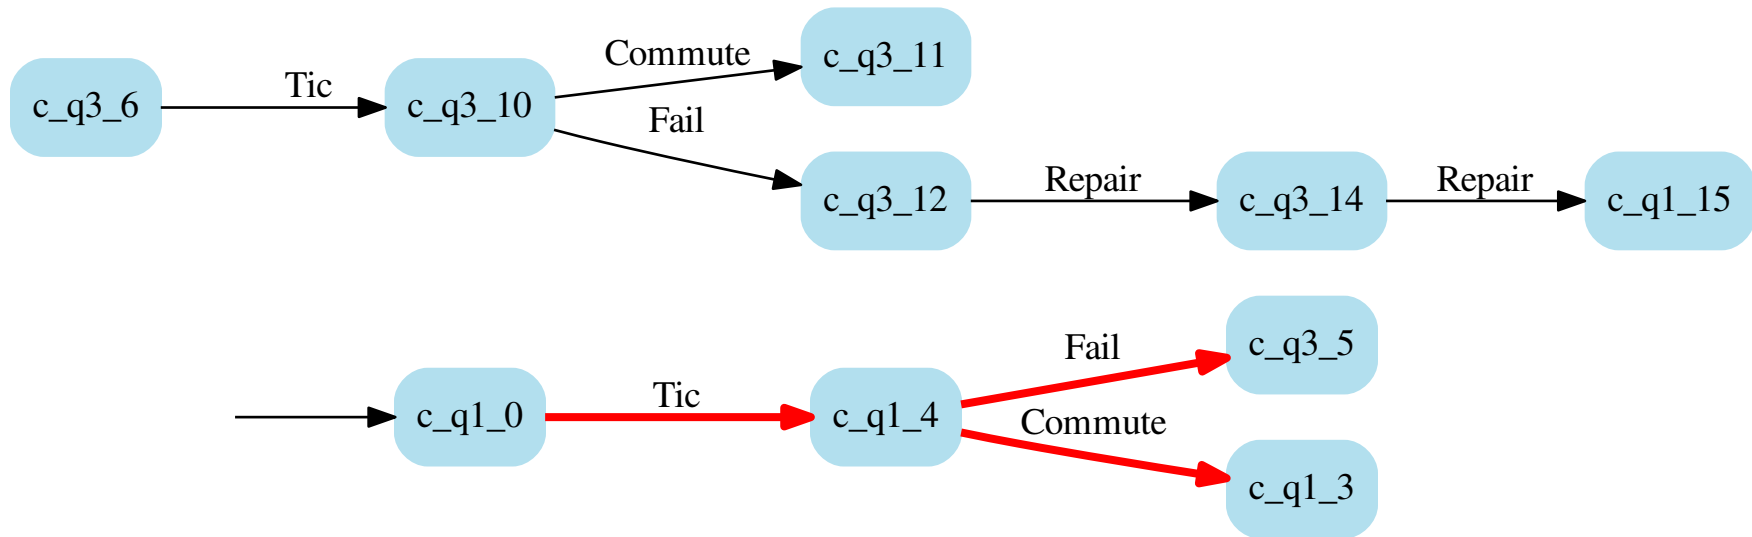 c_q3_6
Tic
c_q3_10
Commute
c_q3_11
Fail
c_q3_12
Repair
c_q3_14
Repair
c_q1_15
c_q1_0
Tic
c_q1_4
Fail
c_q3_5
Commute
c_q1_3